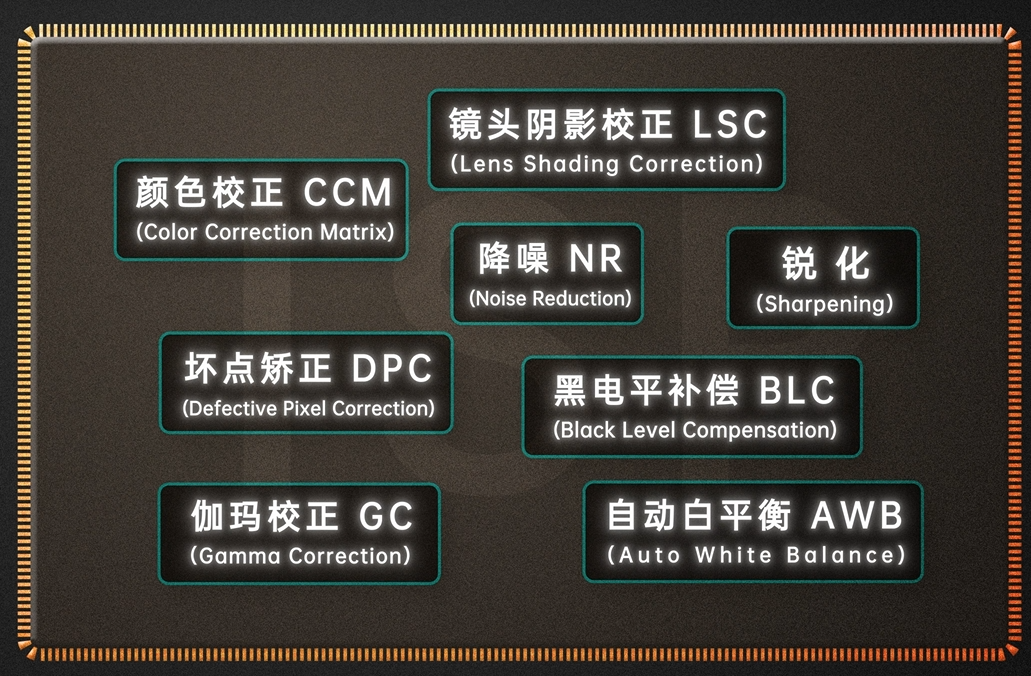 镜头阴影校正 LSC
(Lens Shading Correction)
颜色校正 CCM
(Color Correction Matrix)
降噪 NR
(Noise Reduction)
锐 化
(Sharpening)
坏点矫正 DPC
(Defective Pixel Correction)
黑电平补偿 BLC
(Black Level Compensation)
伽玛校正 GC
(Gamma Correction)
自动白平衡 AWB
(Auto White Balance)
ISP